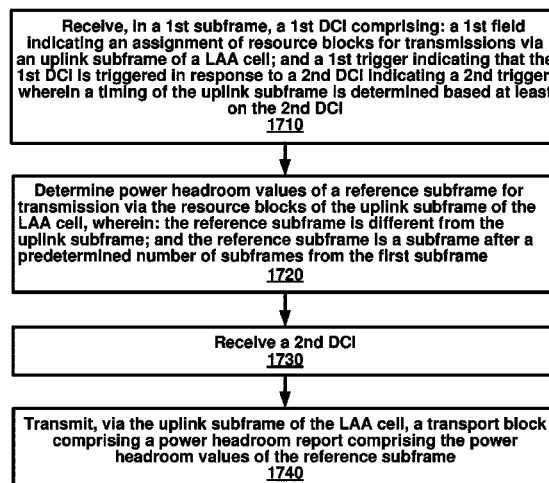 Receive, in a 1st subframe, a 1st DCI comprising: a 1st field
indicating an assignment of resource blocks for transmissions via
an uplink subframe of a LAA cell; and a 1st trigger indicating that the
1st DCI is triggered in response to a 2nd DCI indicating a 2nd trigger
wherein a timing of the uplink subframe is determined based at least
on the 2nd DCI
1710
Determine power headroom values of a reference subframe for
transmission via the resource blocks of the uplink subframe of the
LAA cell, wherein: the reference subframe is different from the
uplink subframe; and the reference subframe is a subframe after a
predetermined number of subframes from the first subframe
1720
Receive a 2nd DCI
1730
Transmit, via the uplink subframe of the LAA cell, a transport block
comprising a power headroom report comprising the power
headroom values of the reference subframe
1740